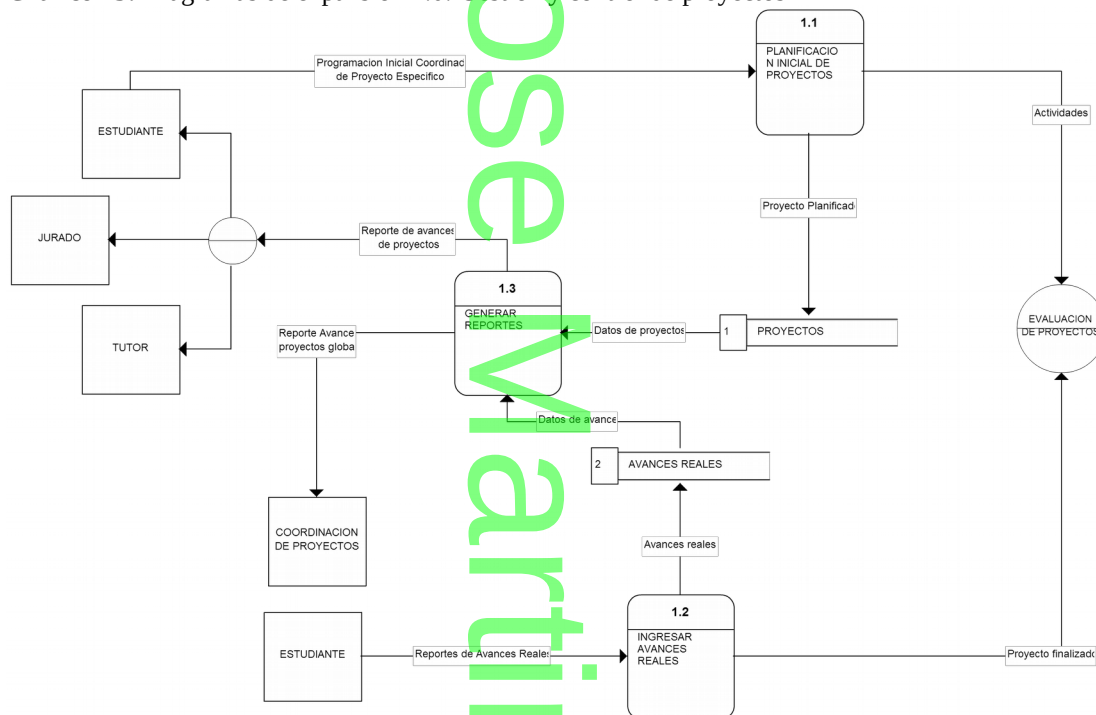 1.1
PLANIFICACIO
N INICIAL DE
PROYECTOS
Programacion Inicial Coordinac
de Proyecto Especifico
ESTUDIANTE
Actividades
Proyecto Planificad
JURADO
Reporte de avances
de proyectos
1.3
GENERAR
REPORTES
Datos de proyectos
1
PROYECTOS
EVALUACION
DE PROYECTOS
Reporte Avance
proyectos globa
TUTOR
Datos de avance
2
AVANCES REALES
COORDINACION
DE PROYECTOS
Avances reales
1.2
INGRESAR
AVANCES
REALES
ESTUDIANTE
Reportes de Avances Reales
Proyecto finalizado
ose Marti